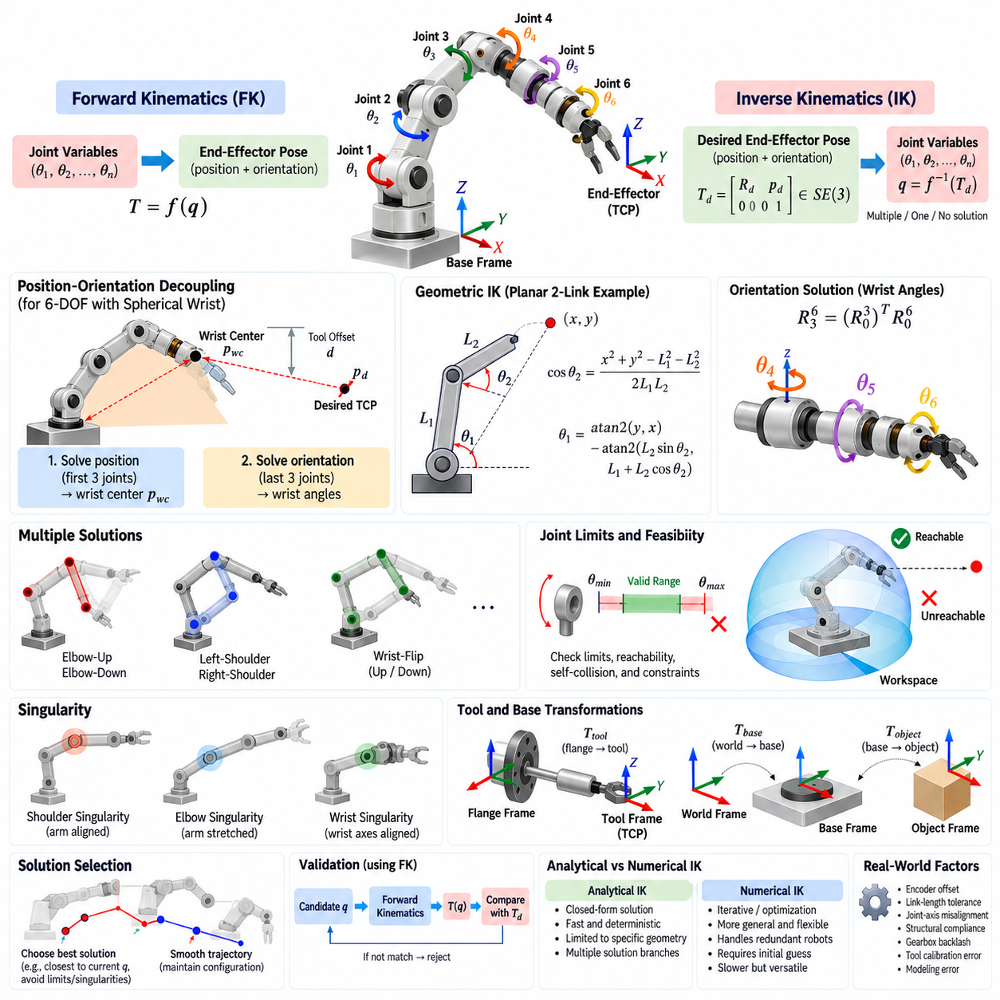 Forward Kinematics (FK)
Joint Variables
(θ₁, θ₂, ..., θₙ)
End-Effector Pose
(position + orientation)
T = f(q)
Joint 1
θ₁
Joint 2
θ₂
Joint 3
θ₃
Joint 4
θ₄
Joint 5
θ₅
Joint 6
θ₆
Z
Y
X
End-Effector
(TCP)
Z
Y
X
Base Frame
Inverse Kinematics (IK)
Desired End-Effector Pose
(position + orientation)
T_d = [R_d p_d
0 0 0 1] ∈ SE(3)
Joint Variables
(θ₁, θ₂, ..., θₙ)
q = f⁻¹(T_d)
Multiple / One / No solution
Position-Orientation Decoupling
(for 6-DOF with Spherical Wrist)
Wrist Center
p_wc
Tool Offset
d
p_d
Desired TCP
1. Solve position
(first 3 joints)
→ wrist center p_wc
2. Solve orientation
(last 3 joints)
→ wrist angles
Geometric IK (Planar 2-Link Example)
(x, y)
L₂
θ₂
L₁
θ₁
cos θ₂ = (x² + y² − L₁² − L₂²) / (2L₁L₂)
θ₁ = atan2(y, x)
− atan2(L₂ sin θ₂,
L₁ + L₂ cos θ₂)
Orientation Solution (Wrist Angles)
R₃⁶ = (R₀³)ᵀ R₀⁶
z
θ₄
θ₅
θ₆
Multiple Solutions
Elbow-Up
Elbow-Down
Left-Shoulder
Right-Shoulder
Wrist-Flip
(Up / Down)
...
Joint Limits and Feasibiity
θ_min
Valid Range
θ_max
Check limits, reachability,
self-collision, and constraints
Reachable
Unreachable
Workspace
Singularity
Shoulder Singularity
(arm aligned)
Elbow Singularity
(arm stretched)
Wrist Singularity
(wrist axes aligned)
Tool and Base Transformations
T_tool
(flange → tool)
Z
Y
Flange Frame
Tool Frame
(TCP)
T_base
(world → base)
World Frame
Base Frame
T_object
(base → object)
Y
Object Frame
Solution Selection
Choose best solution
(e.g., closest to current q,
avoid limits/singularities)
Smooth trajectory
(maintain configuration)
Validation (using FK)
Candidate q
Forward
Kinematics
T(q)
Compare
with T_d
If not match → reject
Analytical vs Numerical IK
Analytical IK
• Closed-form solution
• Fast and deterministic
• Limited to specific geometry
• Multiple solution branches
Numerical IK
• Iterative / optimization
• More general and flexible
• Handles redundant robots
• Requires initial guess
• Slower but versatile
Real-World Factors
• Encoder offset
• Link-length tolerance
• Joint-axis misalignment
• Structural compliance
• Gearbox backlash
• Tool calibration error
• Modeling error